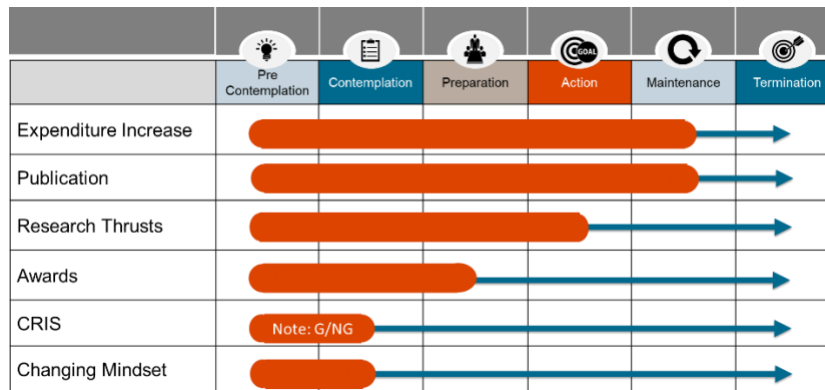 GOAL
Pre
Contemplation
Contemplation
Preparation
Action
Maintenance
Termination
Expenditure Increase
Publication
Research Thrusts
Awards
CRIS
Note: G/NG
Changing Mindset